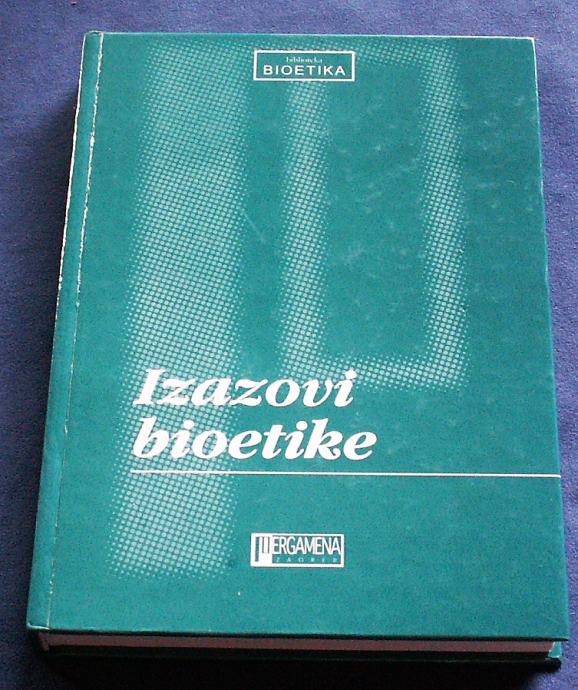 biblioteka
BIOETIKA
Izazovi
bioetike
PERGAMENA
ZAGREB